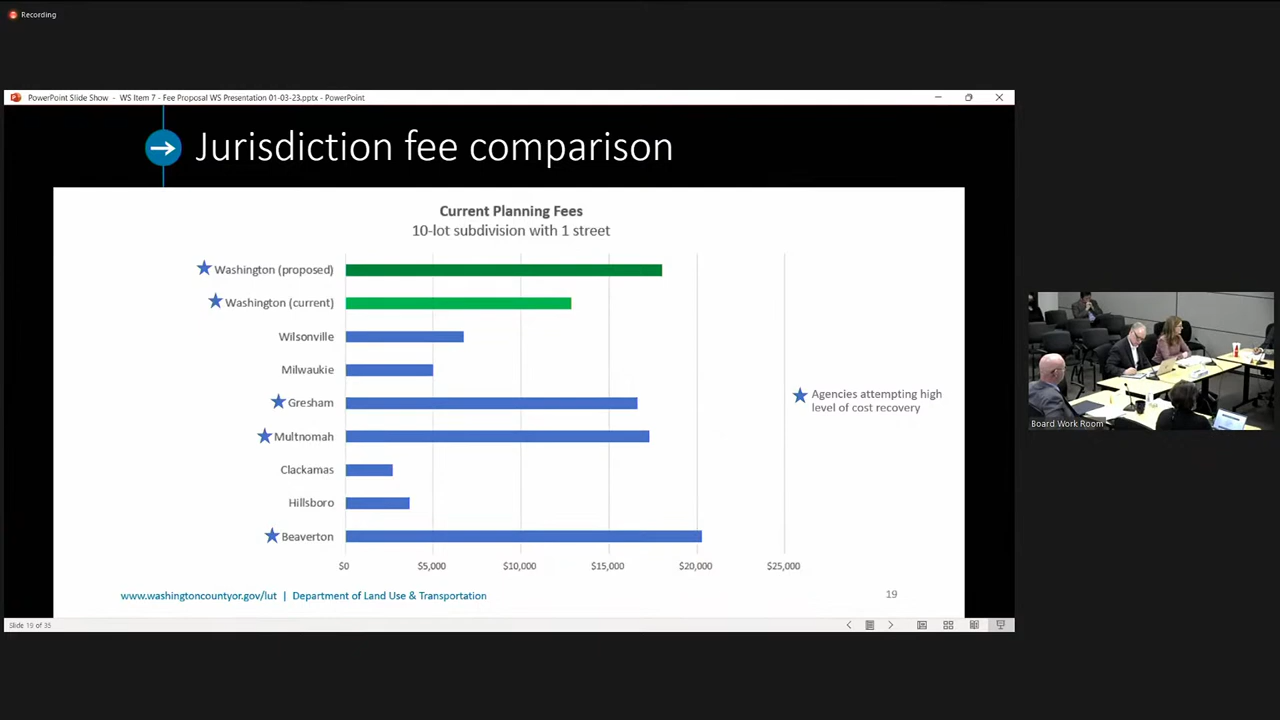 Recording
PowerPoint Slide Show - WS Item 7 - Fee Proposal WS Presentation 01-03-23.pptx - PowerPoint
Jurisdiction fee comparison
Current Planning Fees
10-lot subdivision with 1 street
Washington (proposed)
Washington (current)
Wilsonville
Milwaukie
Gresham
Multnomah
Clackamas
Hillsboro
Beaverton
$0 $5,000 $10,000 $15,000 $20,000 $25,000
Agencies attempting high
level of cost recovery
www.washingtoncountyor.gov/lut | Department of Land Use & Transportation
19
Slide 19 of 35
Board Work Room